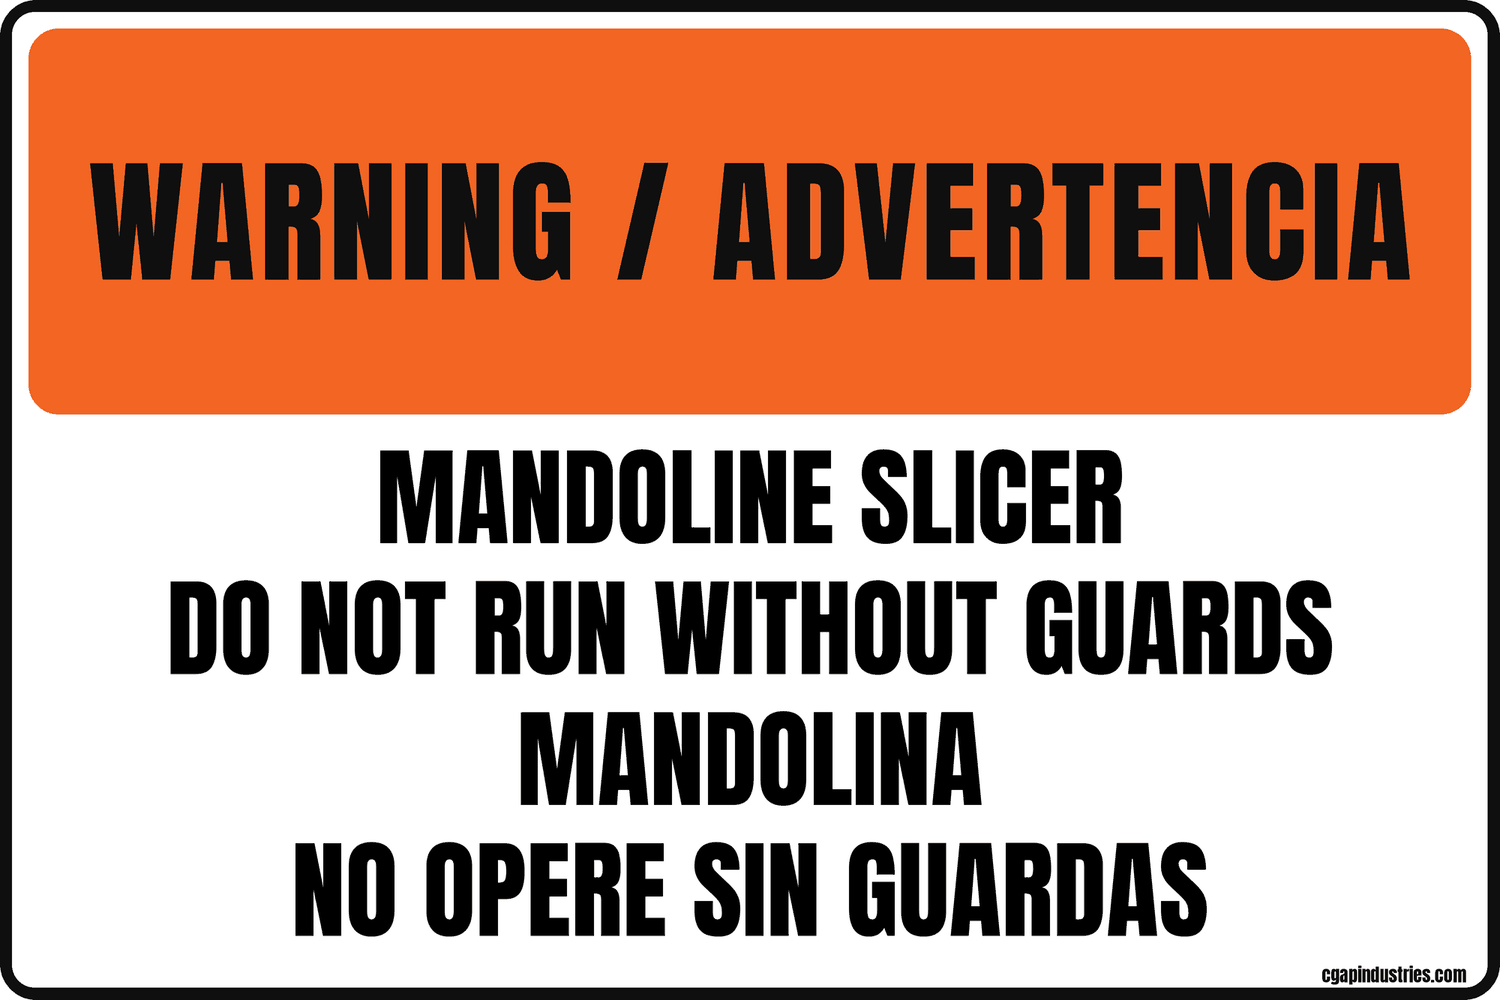 WARNING / ADVERTENCIA
MANDOLINE SLICER
DO NOT RUN WITHOUT GUARDS
MANDOLINA
NO OPERE SIN GUARDAS
cgapindustries.com